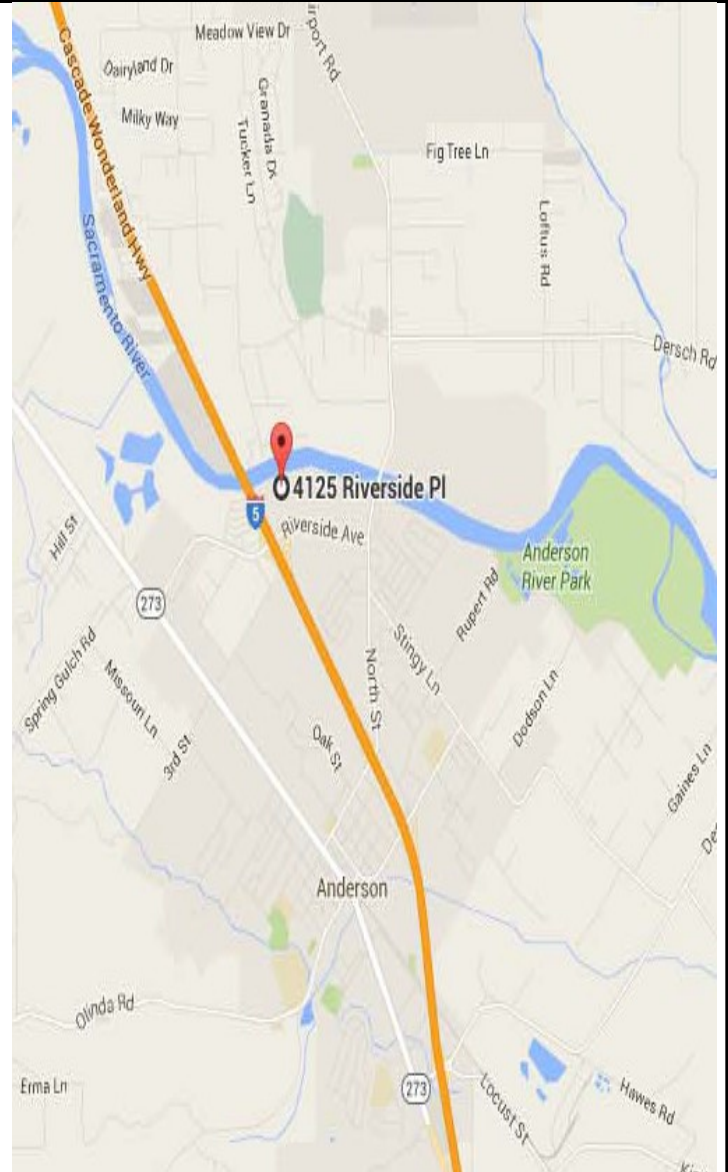 Meadow View Dr
irport Rd
Cascade Wonderland Hwy
Dairyland Dr
Milky Way
Granada Dr
Tucker Ln
Fig Tree Ln
Loftus Rd
Sacramento River
Dersch Rd
4125 Riverside Pl
5
Riverside Ave
Hill St
Anderson
River Park
273
Rupert Rd
Stingy Ln
North St
Spring Gulch Rd
Missouri Ln
3rd St
Oak St
Dodson Ln
Gaines Ln
De
Anderson
Olinda Rd
Erma Ln
273
Locust St
Hawes Rd